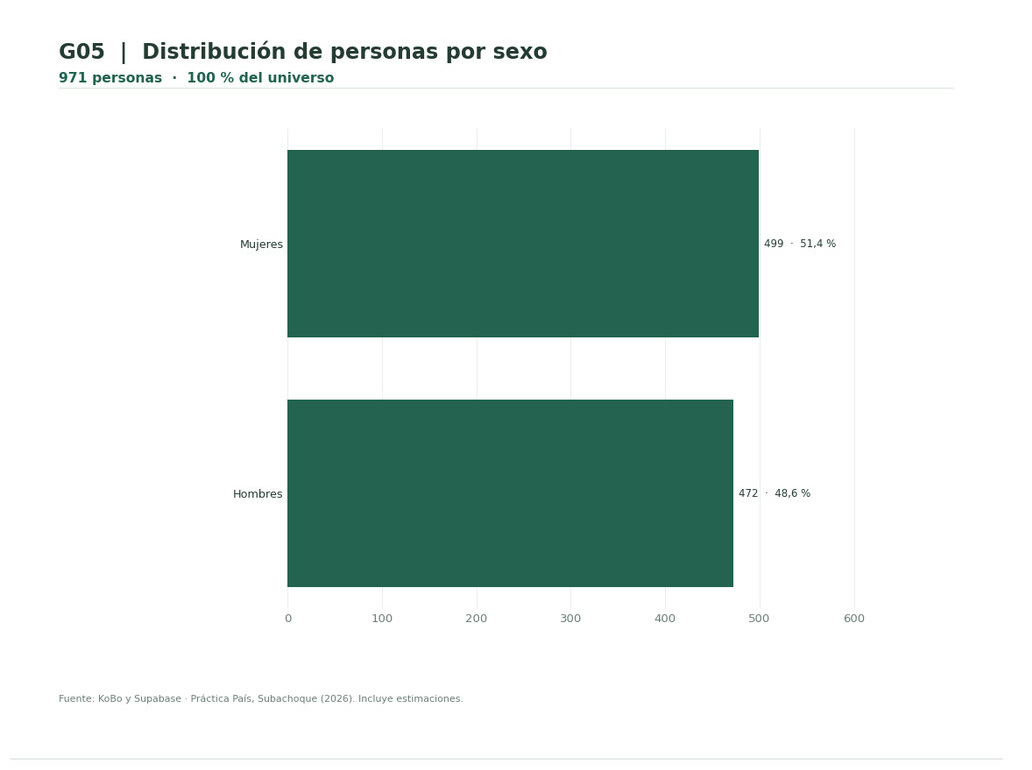 G05 | Distribución de personas por sexo
971 personas · 100 % del universo
Mujeres
499 · 51,4 %
Hombres
472 · 48,6 %
0 100 200 300 400 500 600
Fuente: KoBo y Supabase · Práctica País, Subachoque (2026). Incluye estimaciones.